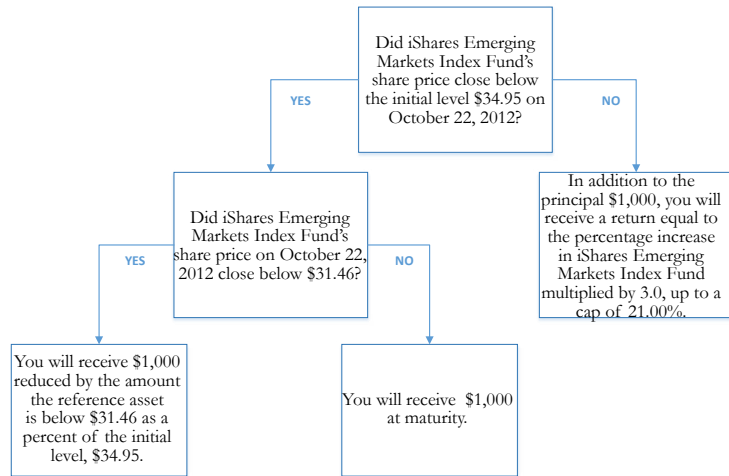 Did iShares Emerging
Markets Index Fund's
share price close below
the initial level $34.95 on
October 22, 2012?
YES
NO
Did iShares Emerging
Markets Index Fund's
share price on October 22,
2012 close below $31.46?
In addition to the
principal $1,000, you will
receive a return equal to
the percentage increase
in iShares Emerging
Markets Index Fund
multiplied by 3.0, up to a
cap of 21.00%.
YES
NO
You will receive $1,000
reduced by the amount
the reference asset
is below $31.46 as a
percent of the initial
level, $34.95.
You will receive $1,000
at maturity.